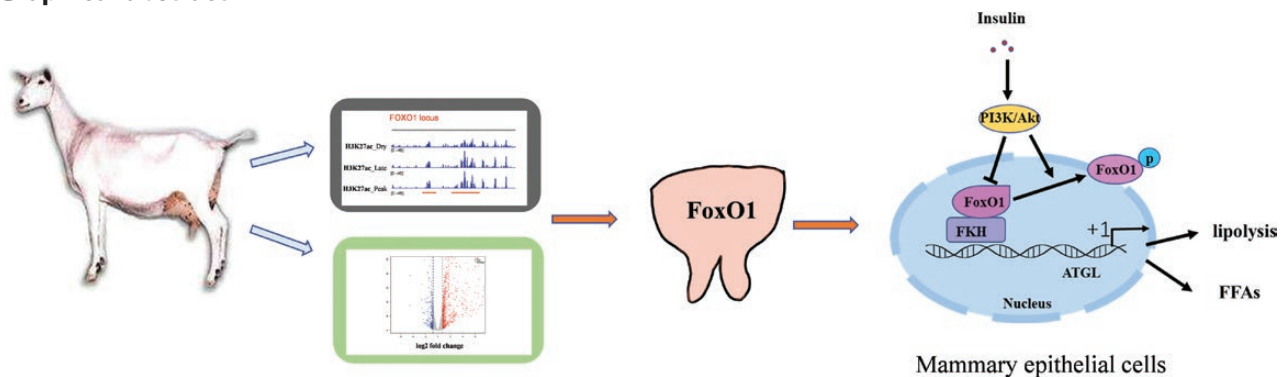 FOXO1 locus
H3K27ac_Dry
H3K27ac_Late
H3K27ac_Peak
log2 fold change
FoxO1
Insulin
PI3K/Akt
FoxO1
p
FoxO1
FKH
+1
ATGL
Nucleus
lipolysis
FFAs
Mammary epithelial cells